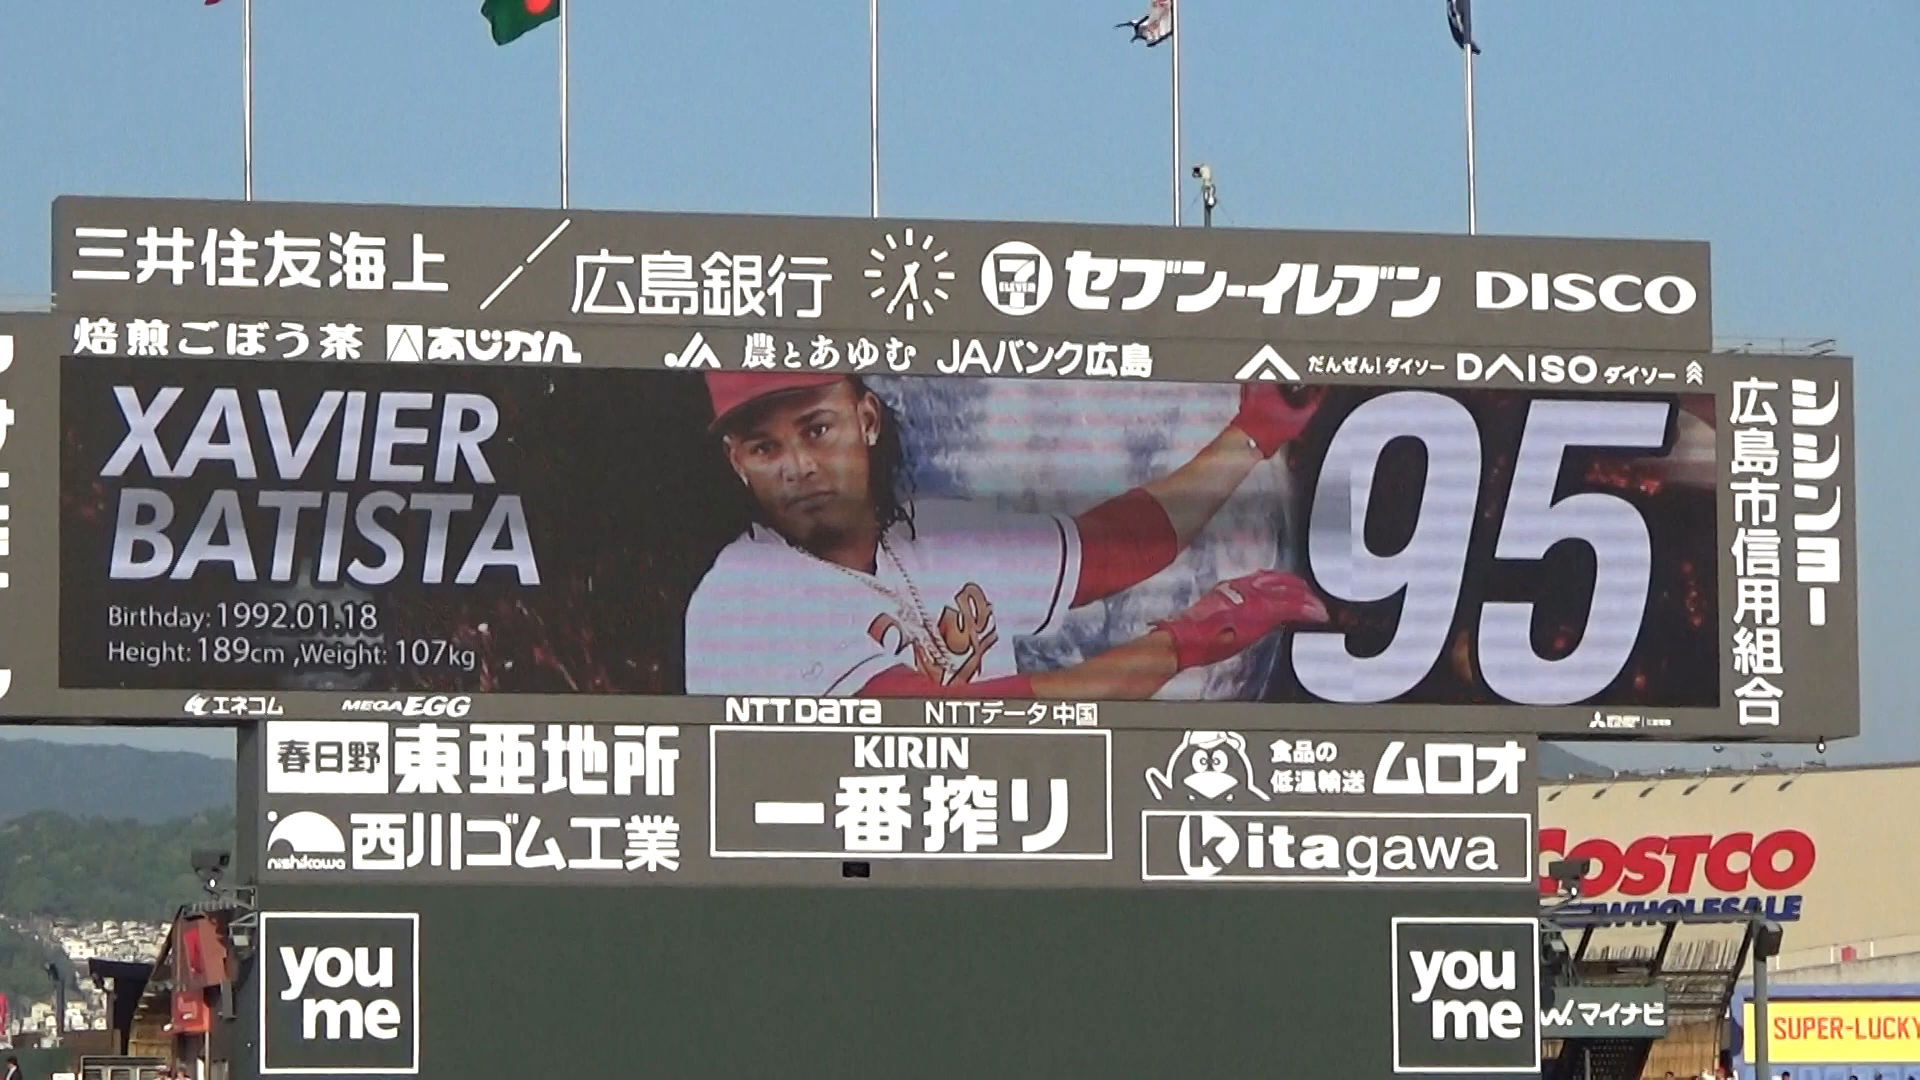 三井住友海上
広島銀行
7 ELEVEN セブン-イレブン
DISCO
焙煎ごぼう茶 あじかん
JA 農とあゆむ JAバンク広島
だんぜん!ダイソー DAISO ダイソー
XAVIER
BATISTA
Birthday: 1992.01.18
Height: 189cm ,Weight: 107kg
95
シシンヨー
広島市信用組合
エネコム MEGA EGG
NTT DATA NTTデータ中国
春日野 東亜地所
nishikawa 西川ゴム工業
KIRIN
一番搾り
食品の
低温輸送 ムロオ
kitagawa
COSTCO
WHOLESALE
you
me
you
me
マイナビ
SUPER-LUCKY